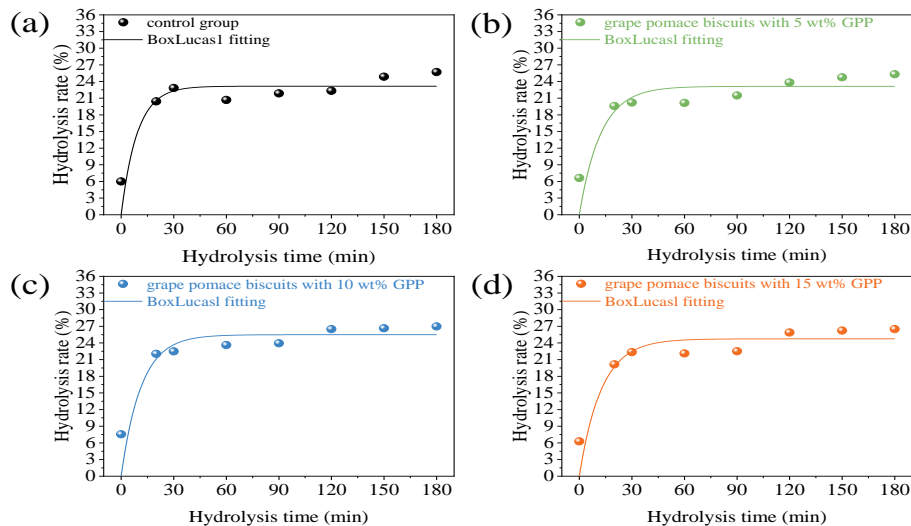 (a)
control group
BoxLucas1 fitting
Hydrolysis rate (%)
36
33
30
27
24
21
18
15
12
9
6
3
0
0 30 60 90 120 150 180
Hydrolysis time (min)
(b)
grape pomace biscuits with 5 wt% GPP
BoxLucasl fitting
Hydrolysis rate (%)
36
33
30
27
24
21
18
15
12
9
6
3
0
0 30 60 90 120 150 180
Hydrolysis time (min)
(c)
grape pomace biscuits with 10 wt% GPP
BoxLucasl fitting
Hydrolysis rate (%)
36
33
30
27
24
21
18
15
12
9
6
3
0
0 30 60 90 120 150 180
Hydrolysis time (min)
(d)
grape pomace biscuits with 15 wt% GPP
BoxLucasl fitting
Hydrolysis rate (%)
36
33
30
27
24
21
18
15
12
9
6
3
0
0 30 60 90 120 150 180
Hydrolysis time (min)